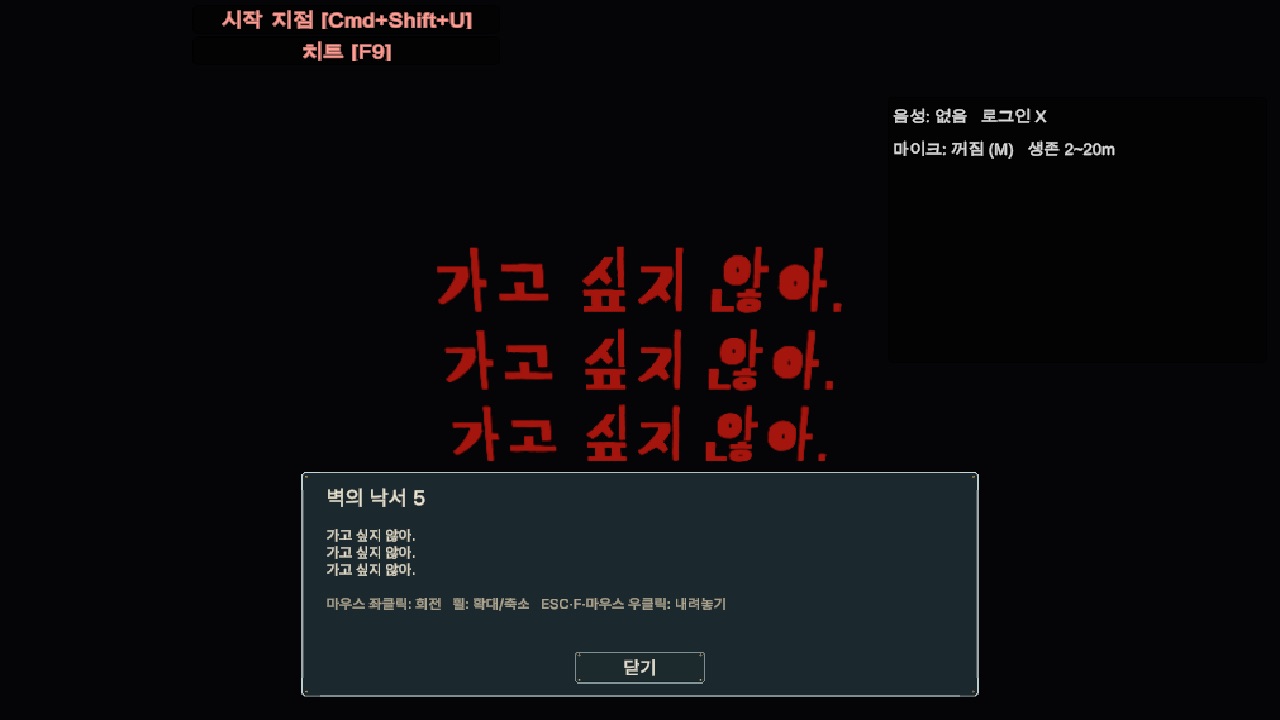 시작 지점 [Cmd+Shift+U]
치트 [F9]
음성: 없음 로그인 X
마이크: 꺼짐 (M) 생존 2~20m
가고 싶지 않아.
가고 싶지 않아.
가고 싶지 않아.
벽의 낙서 5
가고 싶지 않아.
가고 싶지 않아.
가고 싶지 않아.
마우스 좌클릭: 회전 휠: 확대/축소 ESC·F·마우스 우클릭: 내려놓기
닫기